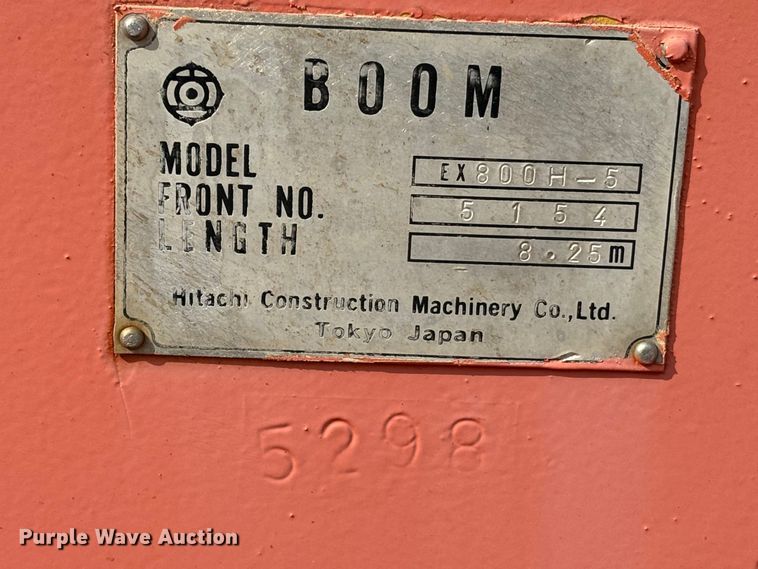 BOOM
MODEL EX800H-5
FRONT NO. 5154
LENGTH 8.25m
Hitachi Construction Machinery Co.,Ltd.
Tokyo Japan
5298
Purple Wave Auction